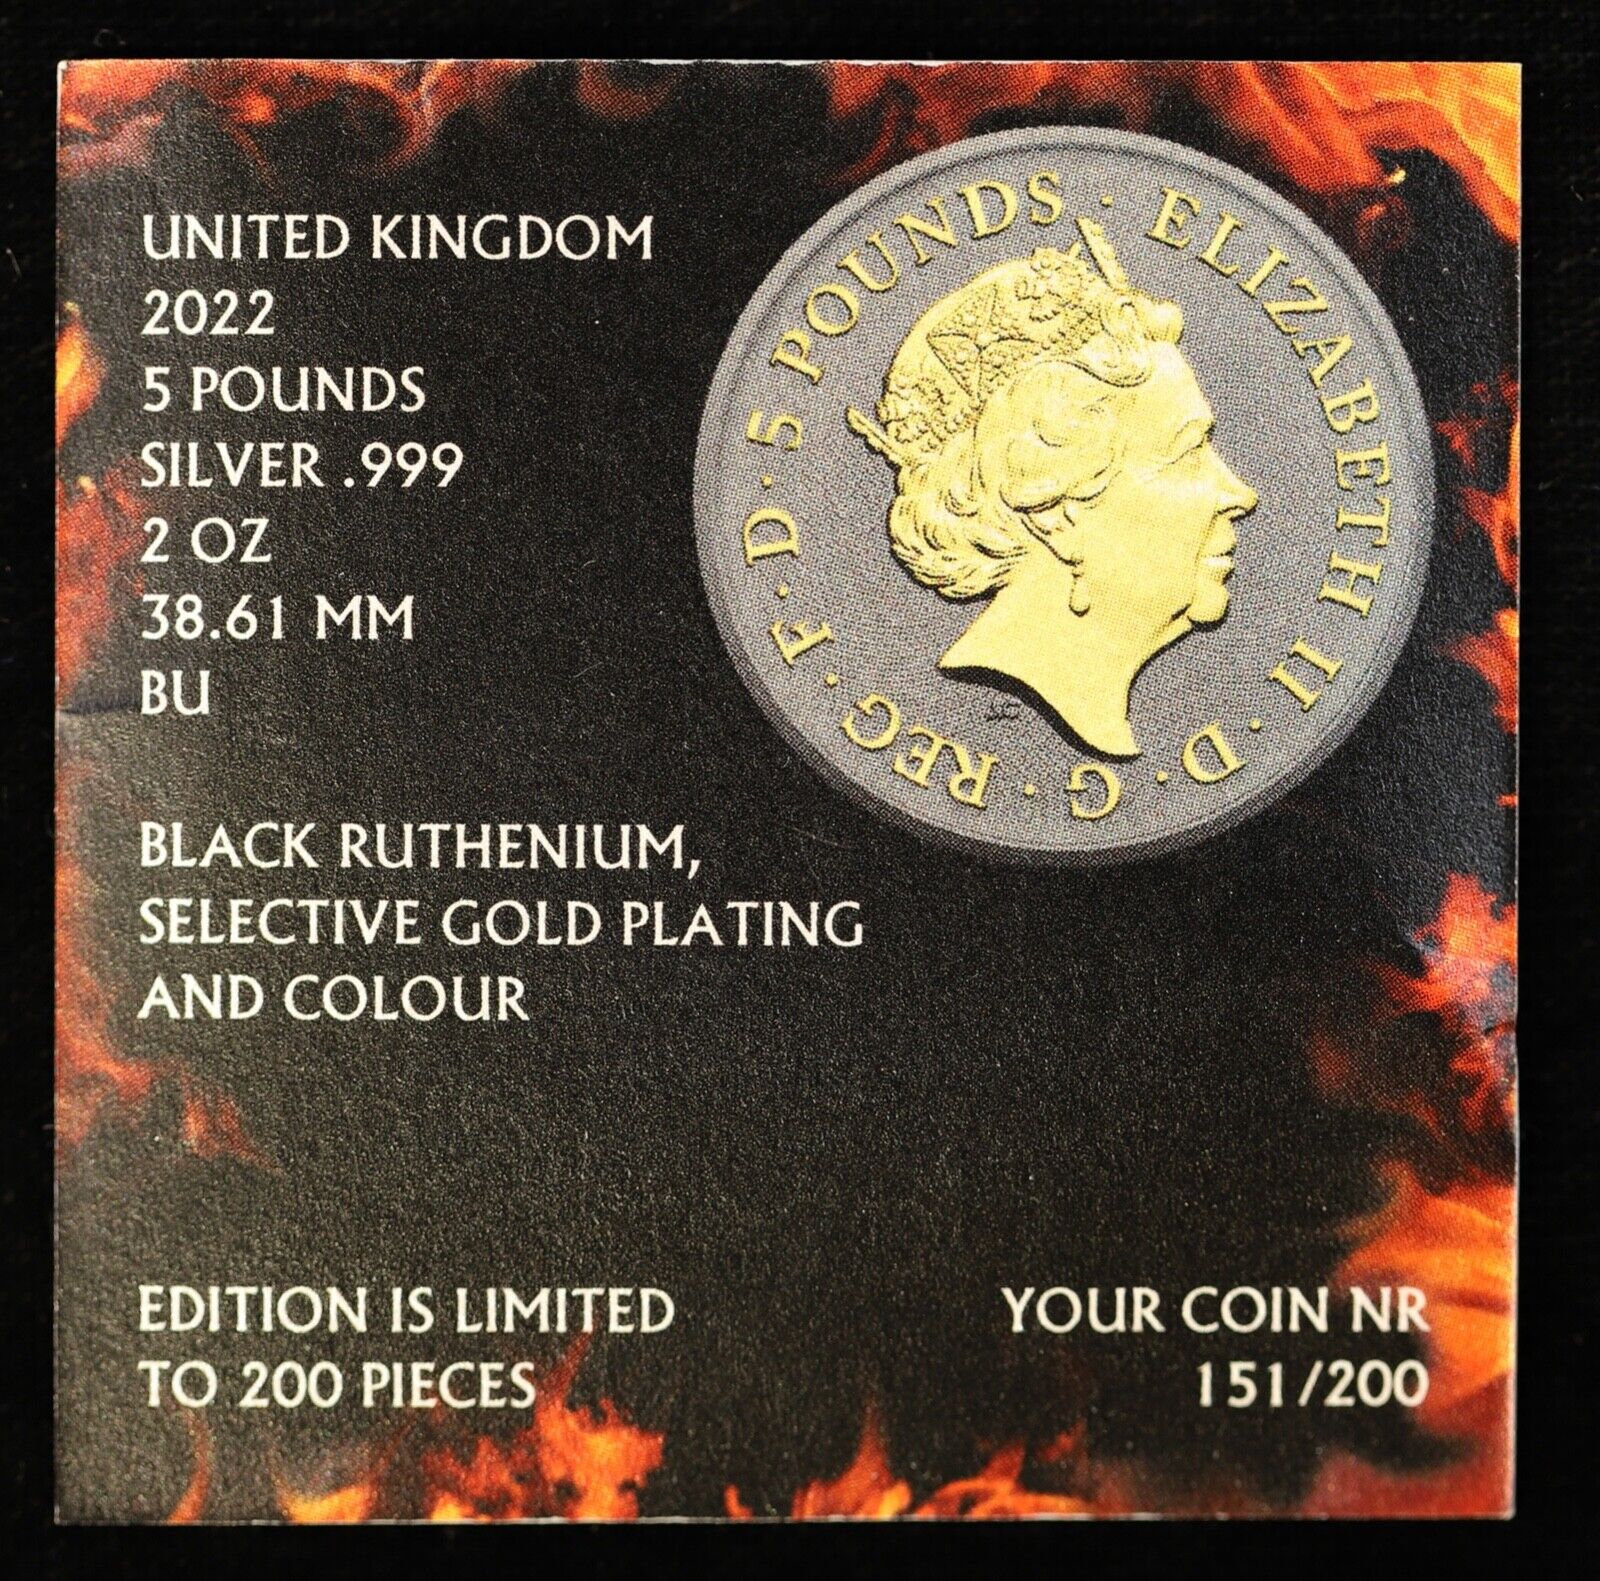 UNITED KINGDOM
2022
5 POUNDS
SILVER .999
2 OZ
38.61 MM
BU
BLACK RUTHENIUM,
SELECTIVE GOLD PLATING
AND COLOUR
ELIZABETH II · D · G · REG · F · D · 5 POUNDS ·
JC
EDITION IS LIMITED
TO 200 PIECES
YOUR COIN NR
151/200